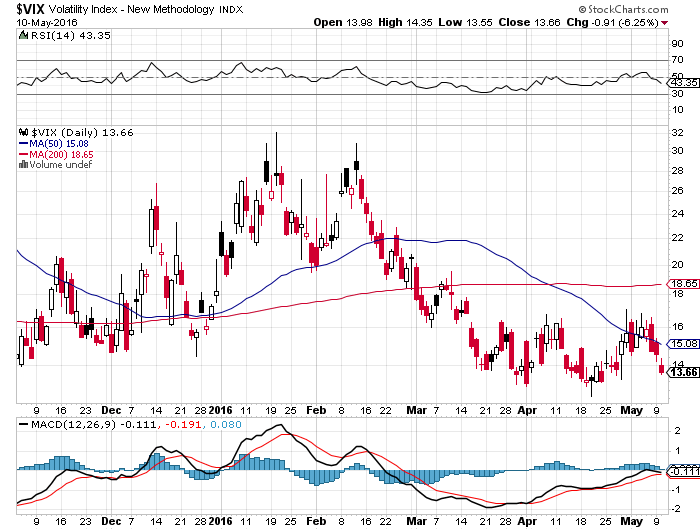 $VIX Volatility Index - New Methodology INDX © StockCharts.com
10-May-2016 Open 13.98 High 14.35 Low 13.55 Close 13.66 Chg -0.91 (-6.25%)
RSI(14) 43.35
90
70
50
43.35
30
10
$VIX (Daily) 13.66
MA(50) 15.08
MA(200) 18.65
Volume undef
32
30
28
26
24
22
20
18.65
18
16
15.08
14
13.66
9 16 23 Dec 7 14 21 28 2016 11 19 25 Feb 8 16 22 Mar 7 14 21 28 Apr 11 18 25 May 9
MACD(12,26,9) -0.111, -0.191, 0.080
2
1
-0.111
-1
-2
9 16 23 Dec 7 14 21 28 2016 11 19 25 Feb 8 16 22 Mar 7 14 21 28 Apr 11 18 25 May 9